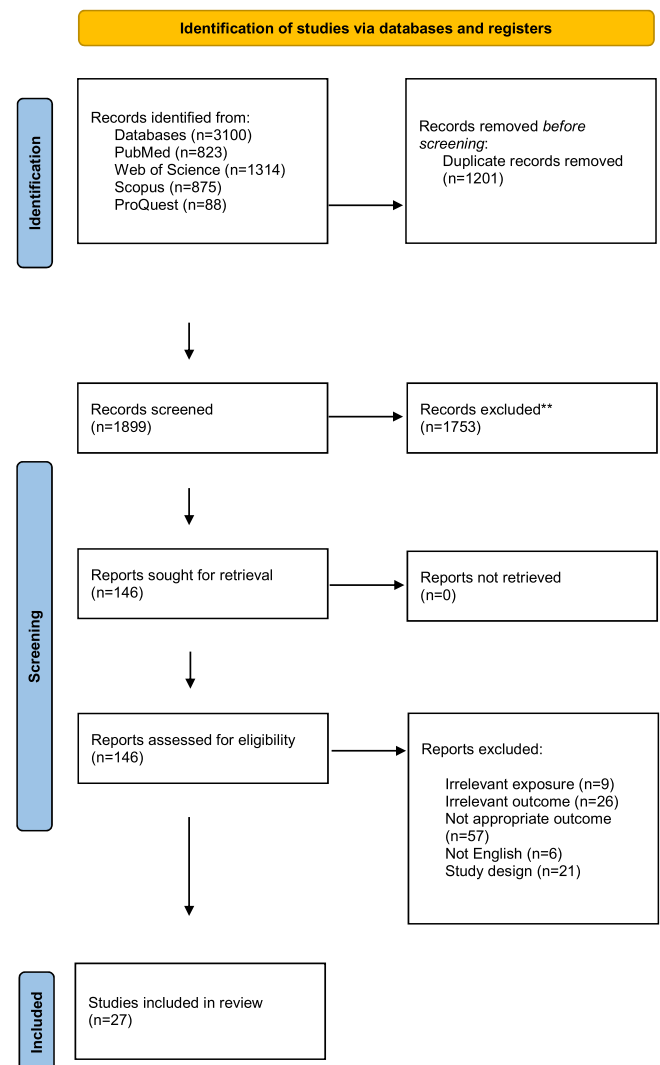 Identification of studies via databases and registers
Identification
Records identified from:
Databases (n=3100)
PubMed (n=823)
Web of Science (n=1314)
Scopus (n=875)
ProQuest (n=88)
Records removed before
screening:
Duplicate records removed
(n=1201)
Records screened
(n=1899)
Records excluded**
(n=1753)
Screening
Reports sought for retrieval
(n=146)
Reports not retrieved
(n=0)
Reports assessed for eligibility
(n=146)
Reports excluded:
Irrelevant exposure (n=9)
Irrelevant outcome (n=26)
Not appropriate outcome
(n=57)
Not English (n=6)
Study design (n=21)
Included
Studies included in review
(n=27)